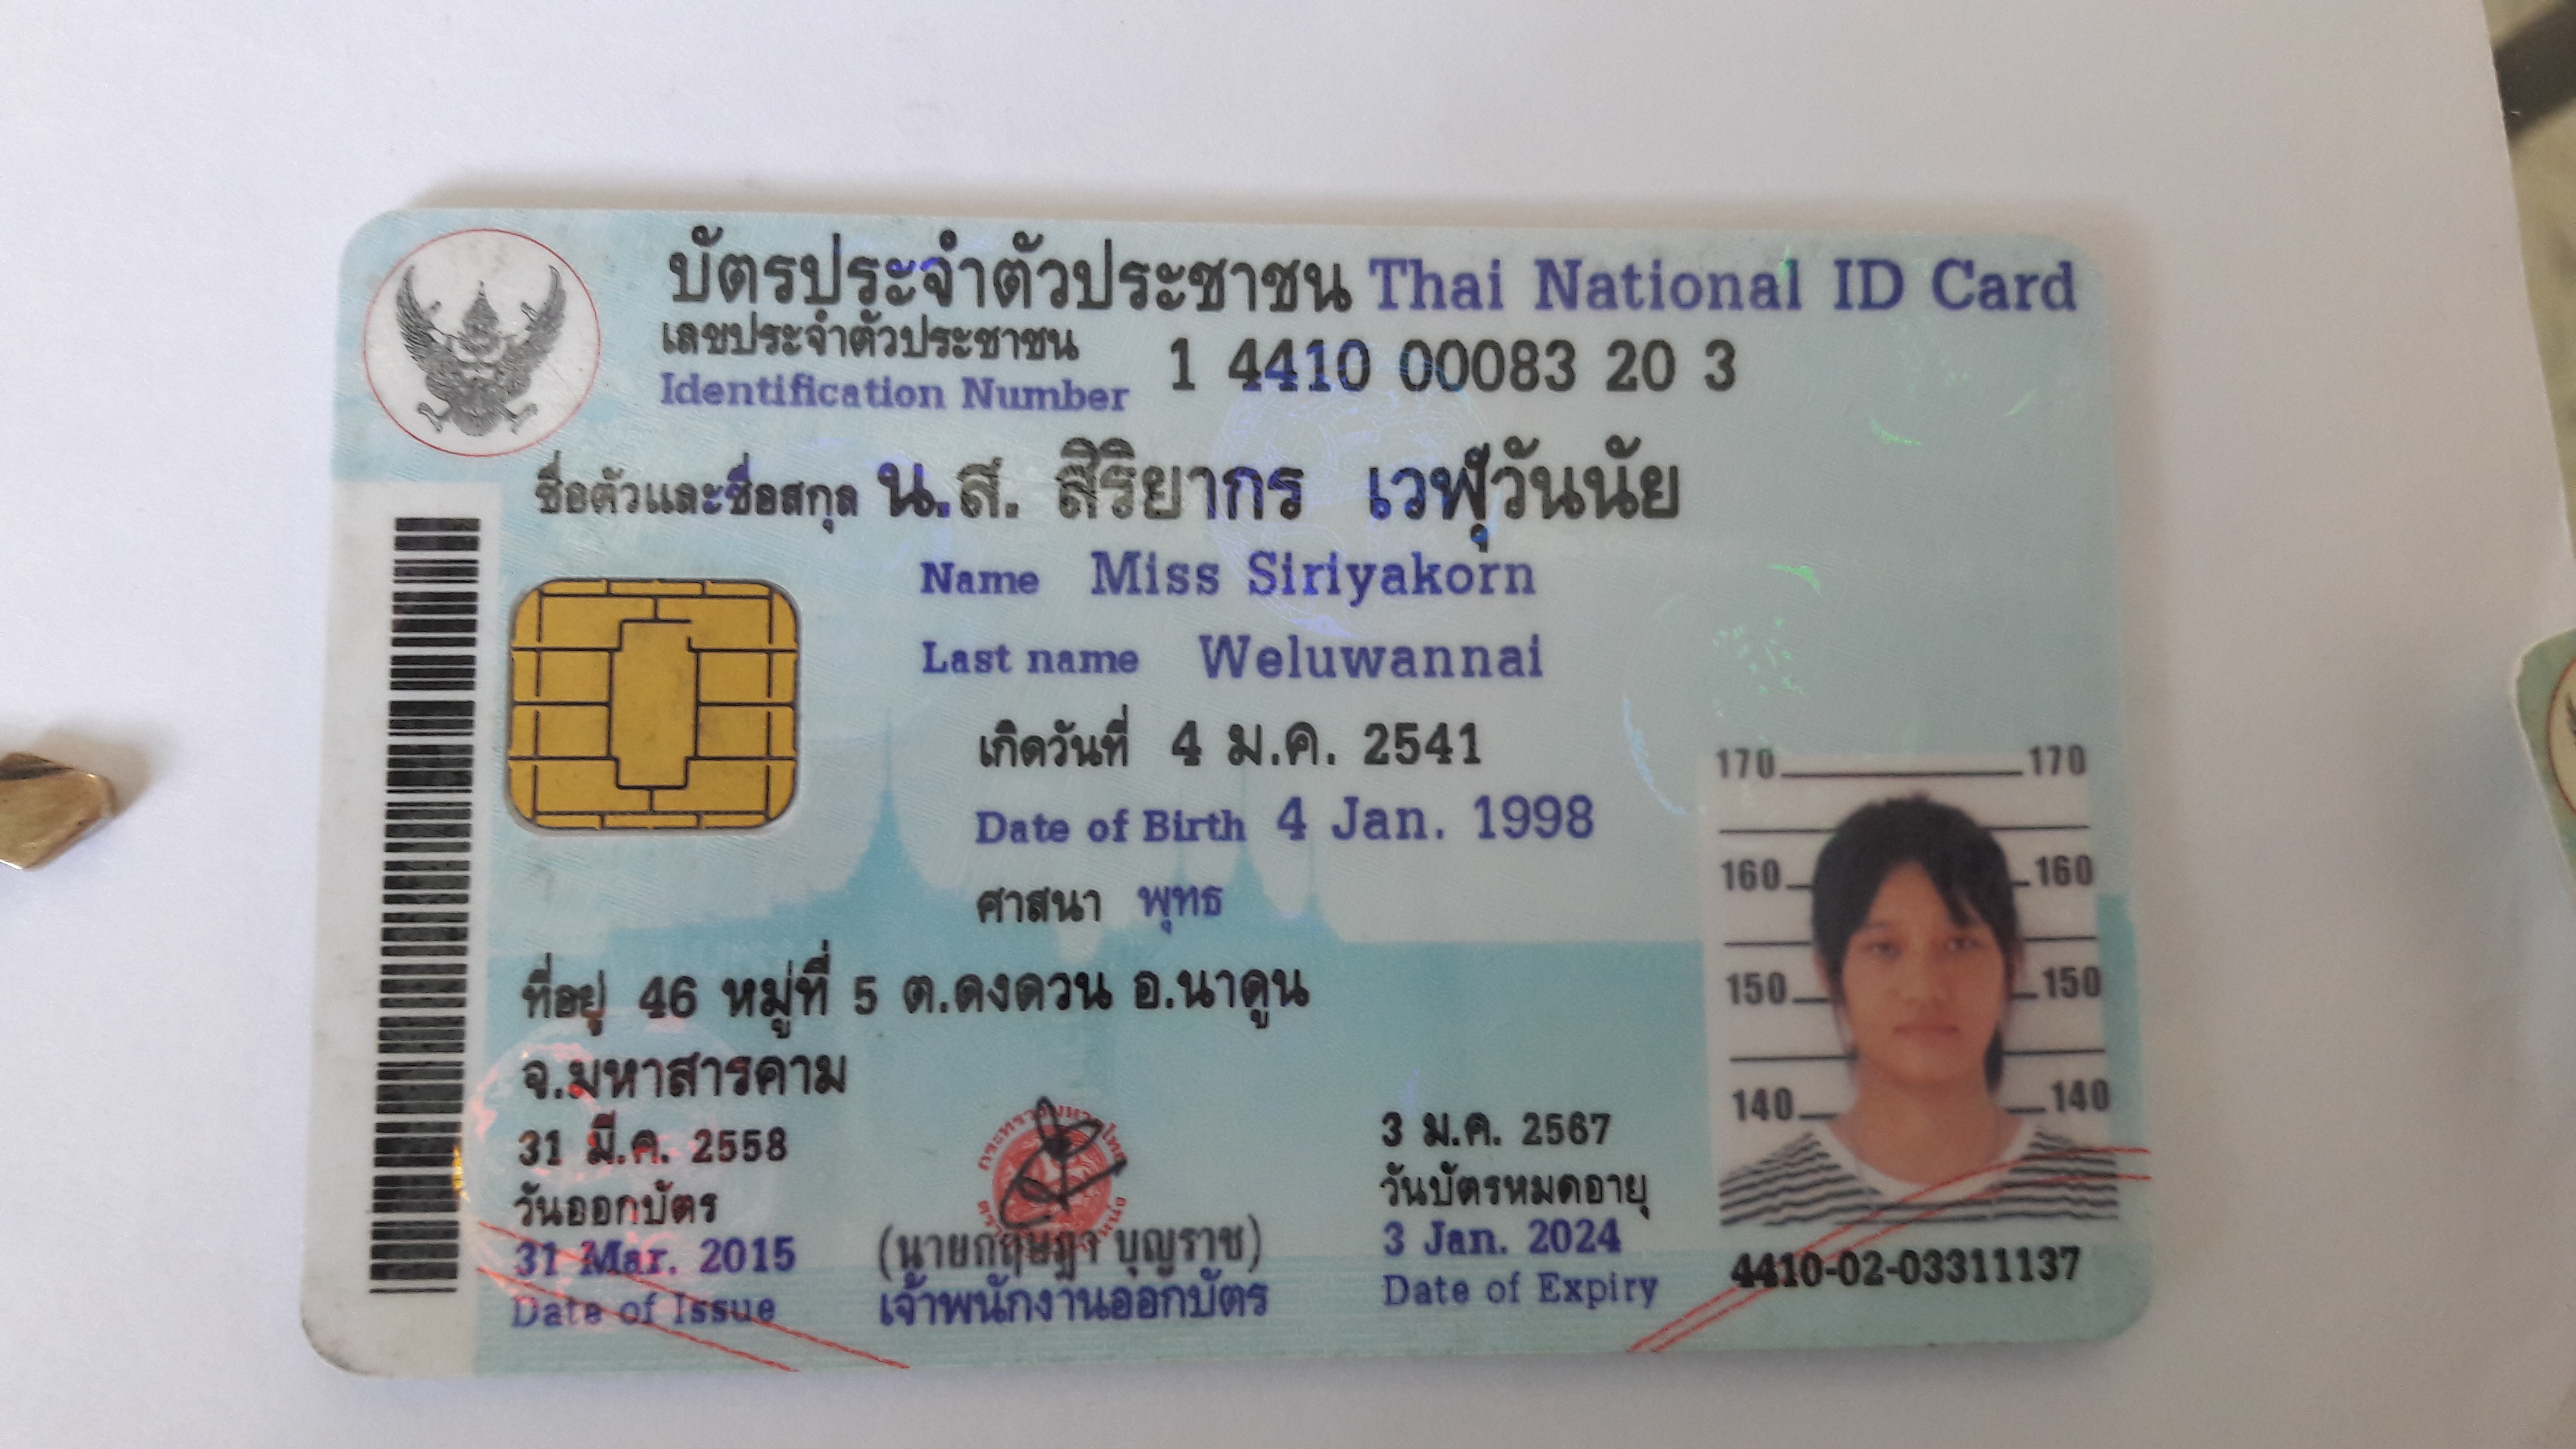 บัตรประจำตัวประชาชน Thai National ID Card
เลขประจำตัวประชาชน 1 4410 00083 20 3
Identification Number
ชื่อตัวและชื่อสกุล น.ส. สิริยากร เวฬุวันนัย
Name Miss Siriyakorn
Last name Weluwannai
เกิดวันที่ 4 ม.ค. 2541
Date of Birth 4 Jan. 1998
ศาสนา พุทธ
ที่อยู่ 46 หมู่ที่ 5 ต.ดงดวน อ.นาดูน
จ.มหาสารคาม
31 มี.ค. 2558
วันออกบัตร
31 Mar. 2015
Date of Issue
บุญราช)
เจ้าพนักงานออกบัตร
3 ม.ค. 2567
วันบัตรหมดอายุ
3 Jan. 2024
Date of Expiry
170 170
160 160
150 150
140 140
4410-02-03311137